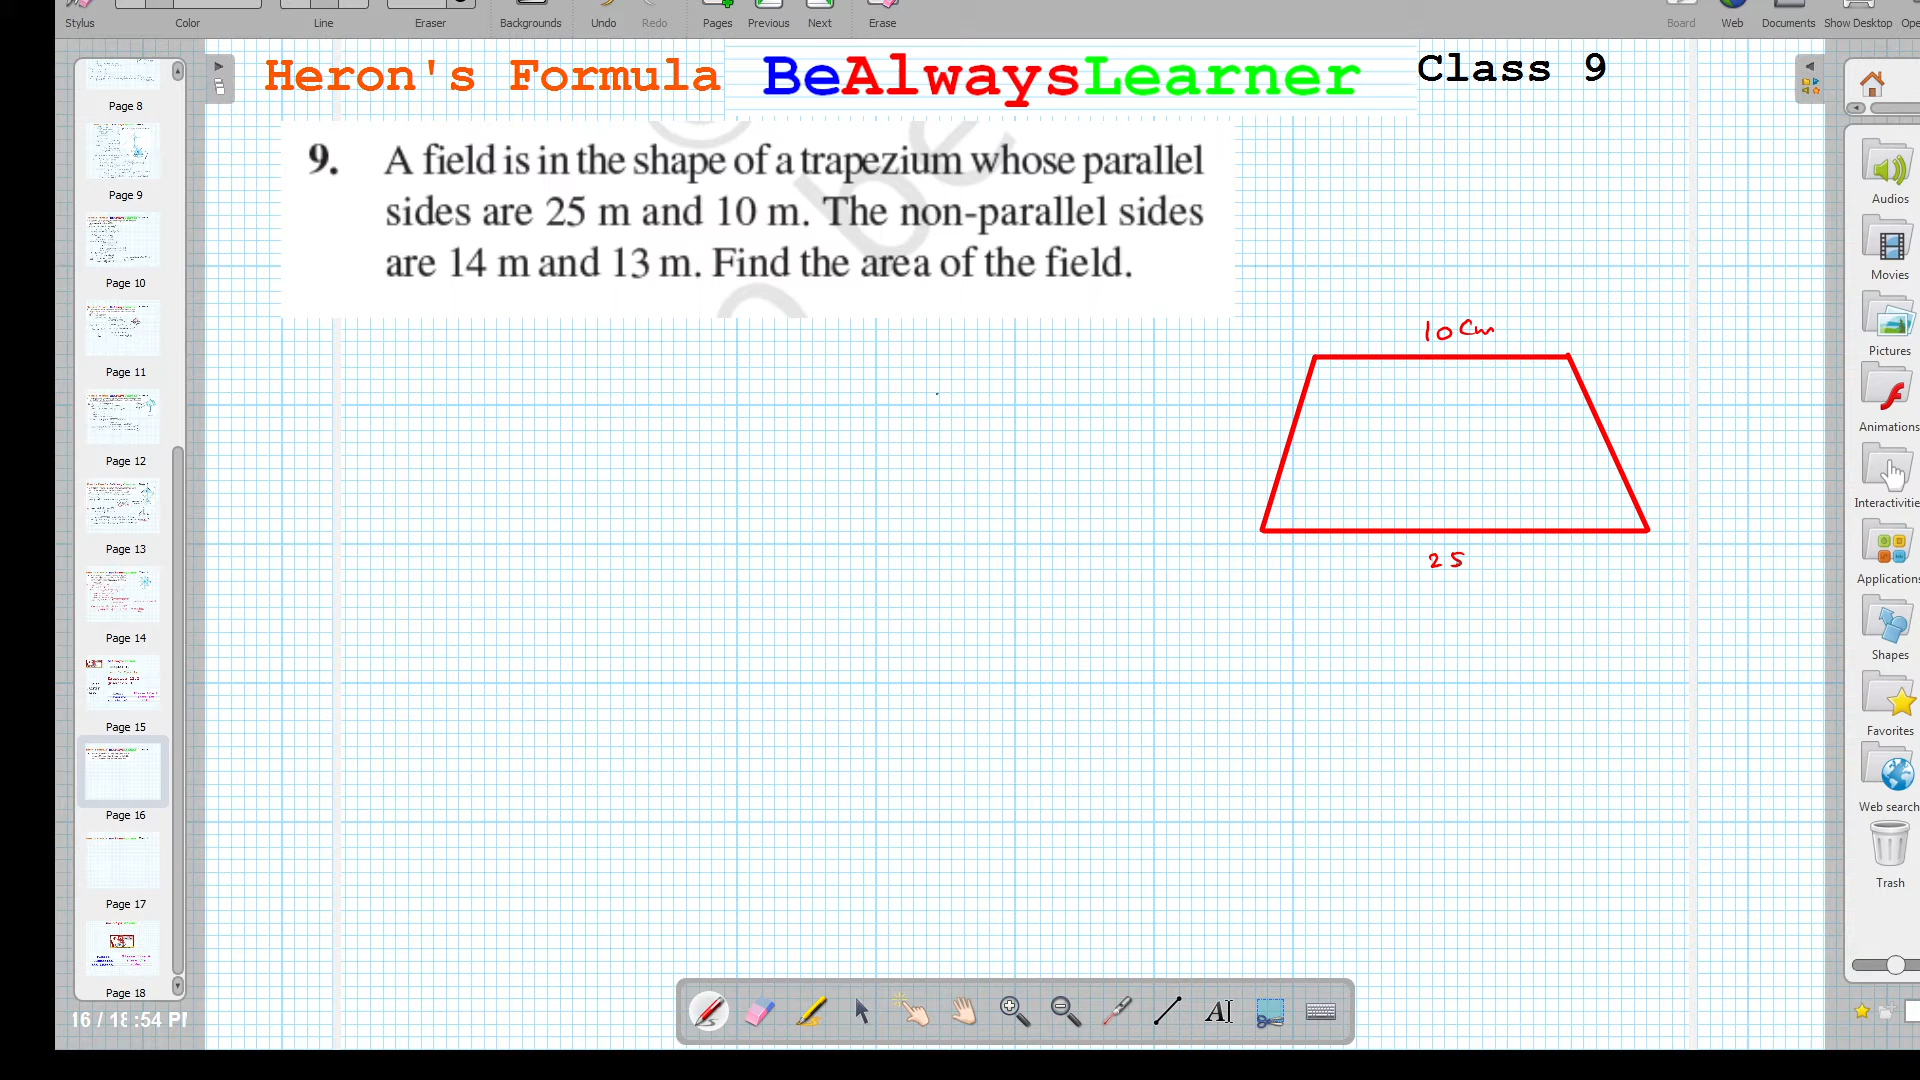 Stylus Color Line Eraser Backgrounds Undo Redo Pages Previous Next Erase Board Web Documents Show Desktop
Heron's Formula BeAlwaysLearner Class 9
9. A field is in the shape of a trapezium whose parallel
sides are 25 m and 10 m. The non-parallel sides
are 14 m and 13 m. Find the area of the field.
10 Cm
25
Page 8
Page 9
Page 10
Page 11
Page 12
Page 13
Page 14
Page 15
Page 16
Page 17
Page 18
Audios
Movies
Pictures
Animations
Interactivitie
Applications
Shapes
Favorites
Web search
Trash